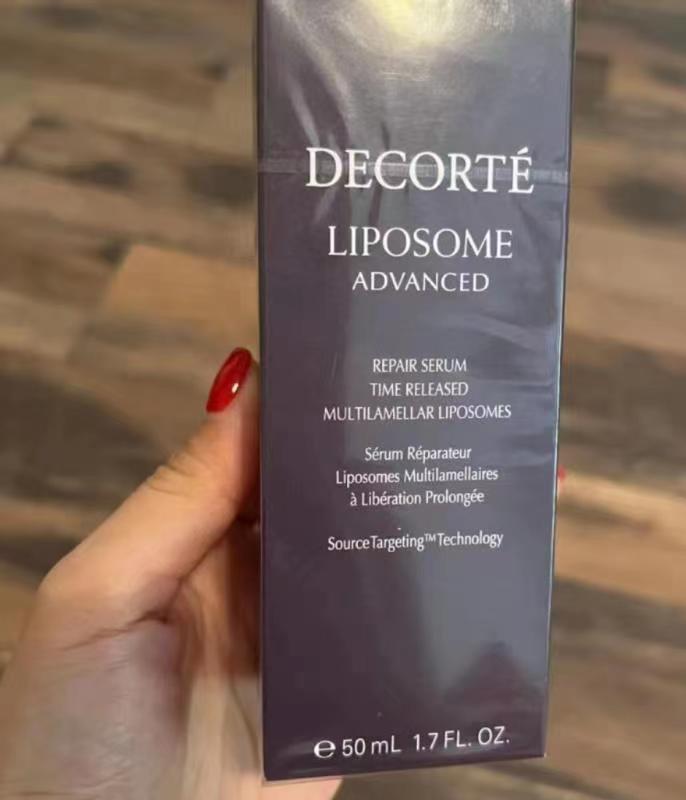 DECORTÉ
LIPOSOME
ADVANCED
REPAIR SERUM
TIME RELEASED
MULTILAMELLAR LIPOSOMES
Sérum Réparateur
Liposomes Multilamellaires
à Libération Prolongée
SourceTargeting™Technology
℮ 50 mL 1.7 FL. OZ.